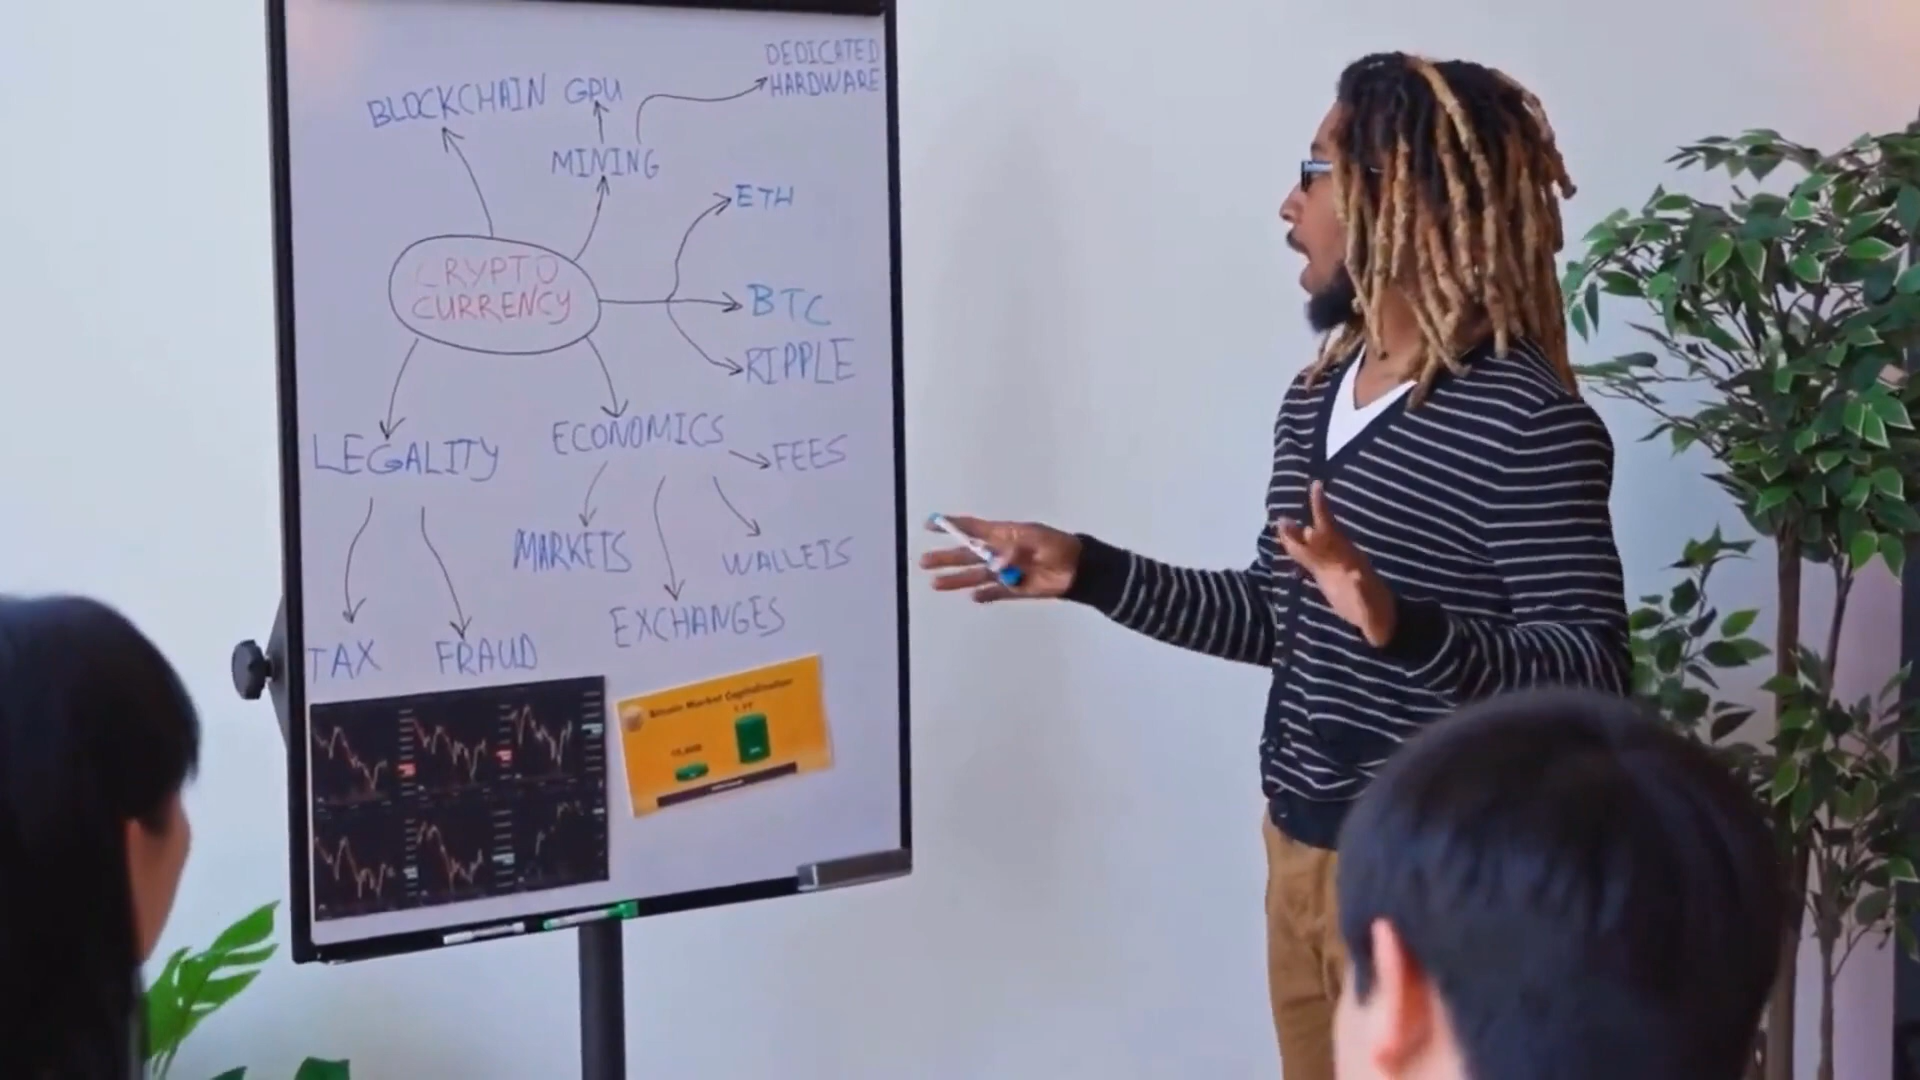 DEDICATED
HARDWARE
BLOCKCHAIN
GPU
MINING
ETH
CRYPTO
CURRENCY
BTC
RIPPLE
LEGALITY
ECONOMICS
FEES
MARKETS
WALLETS
EXCHANGES
TAX
FRAUD
Bitcoin Market Capitalization